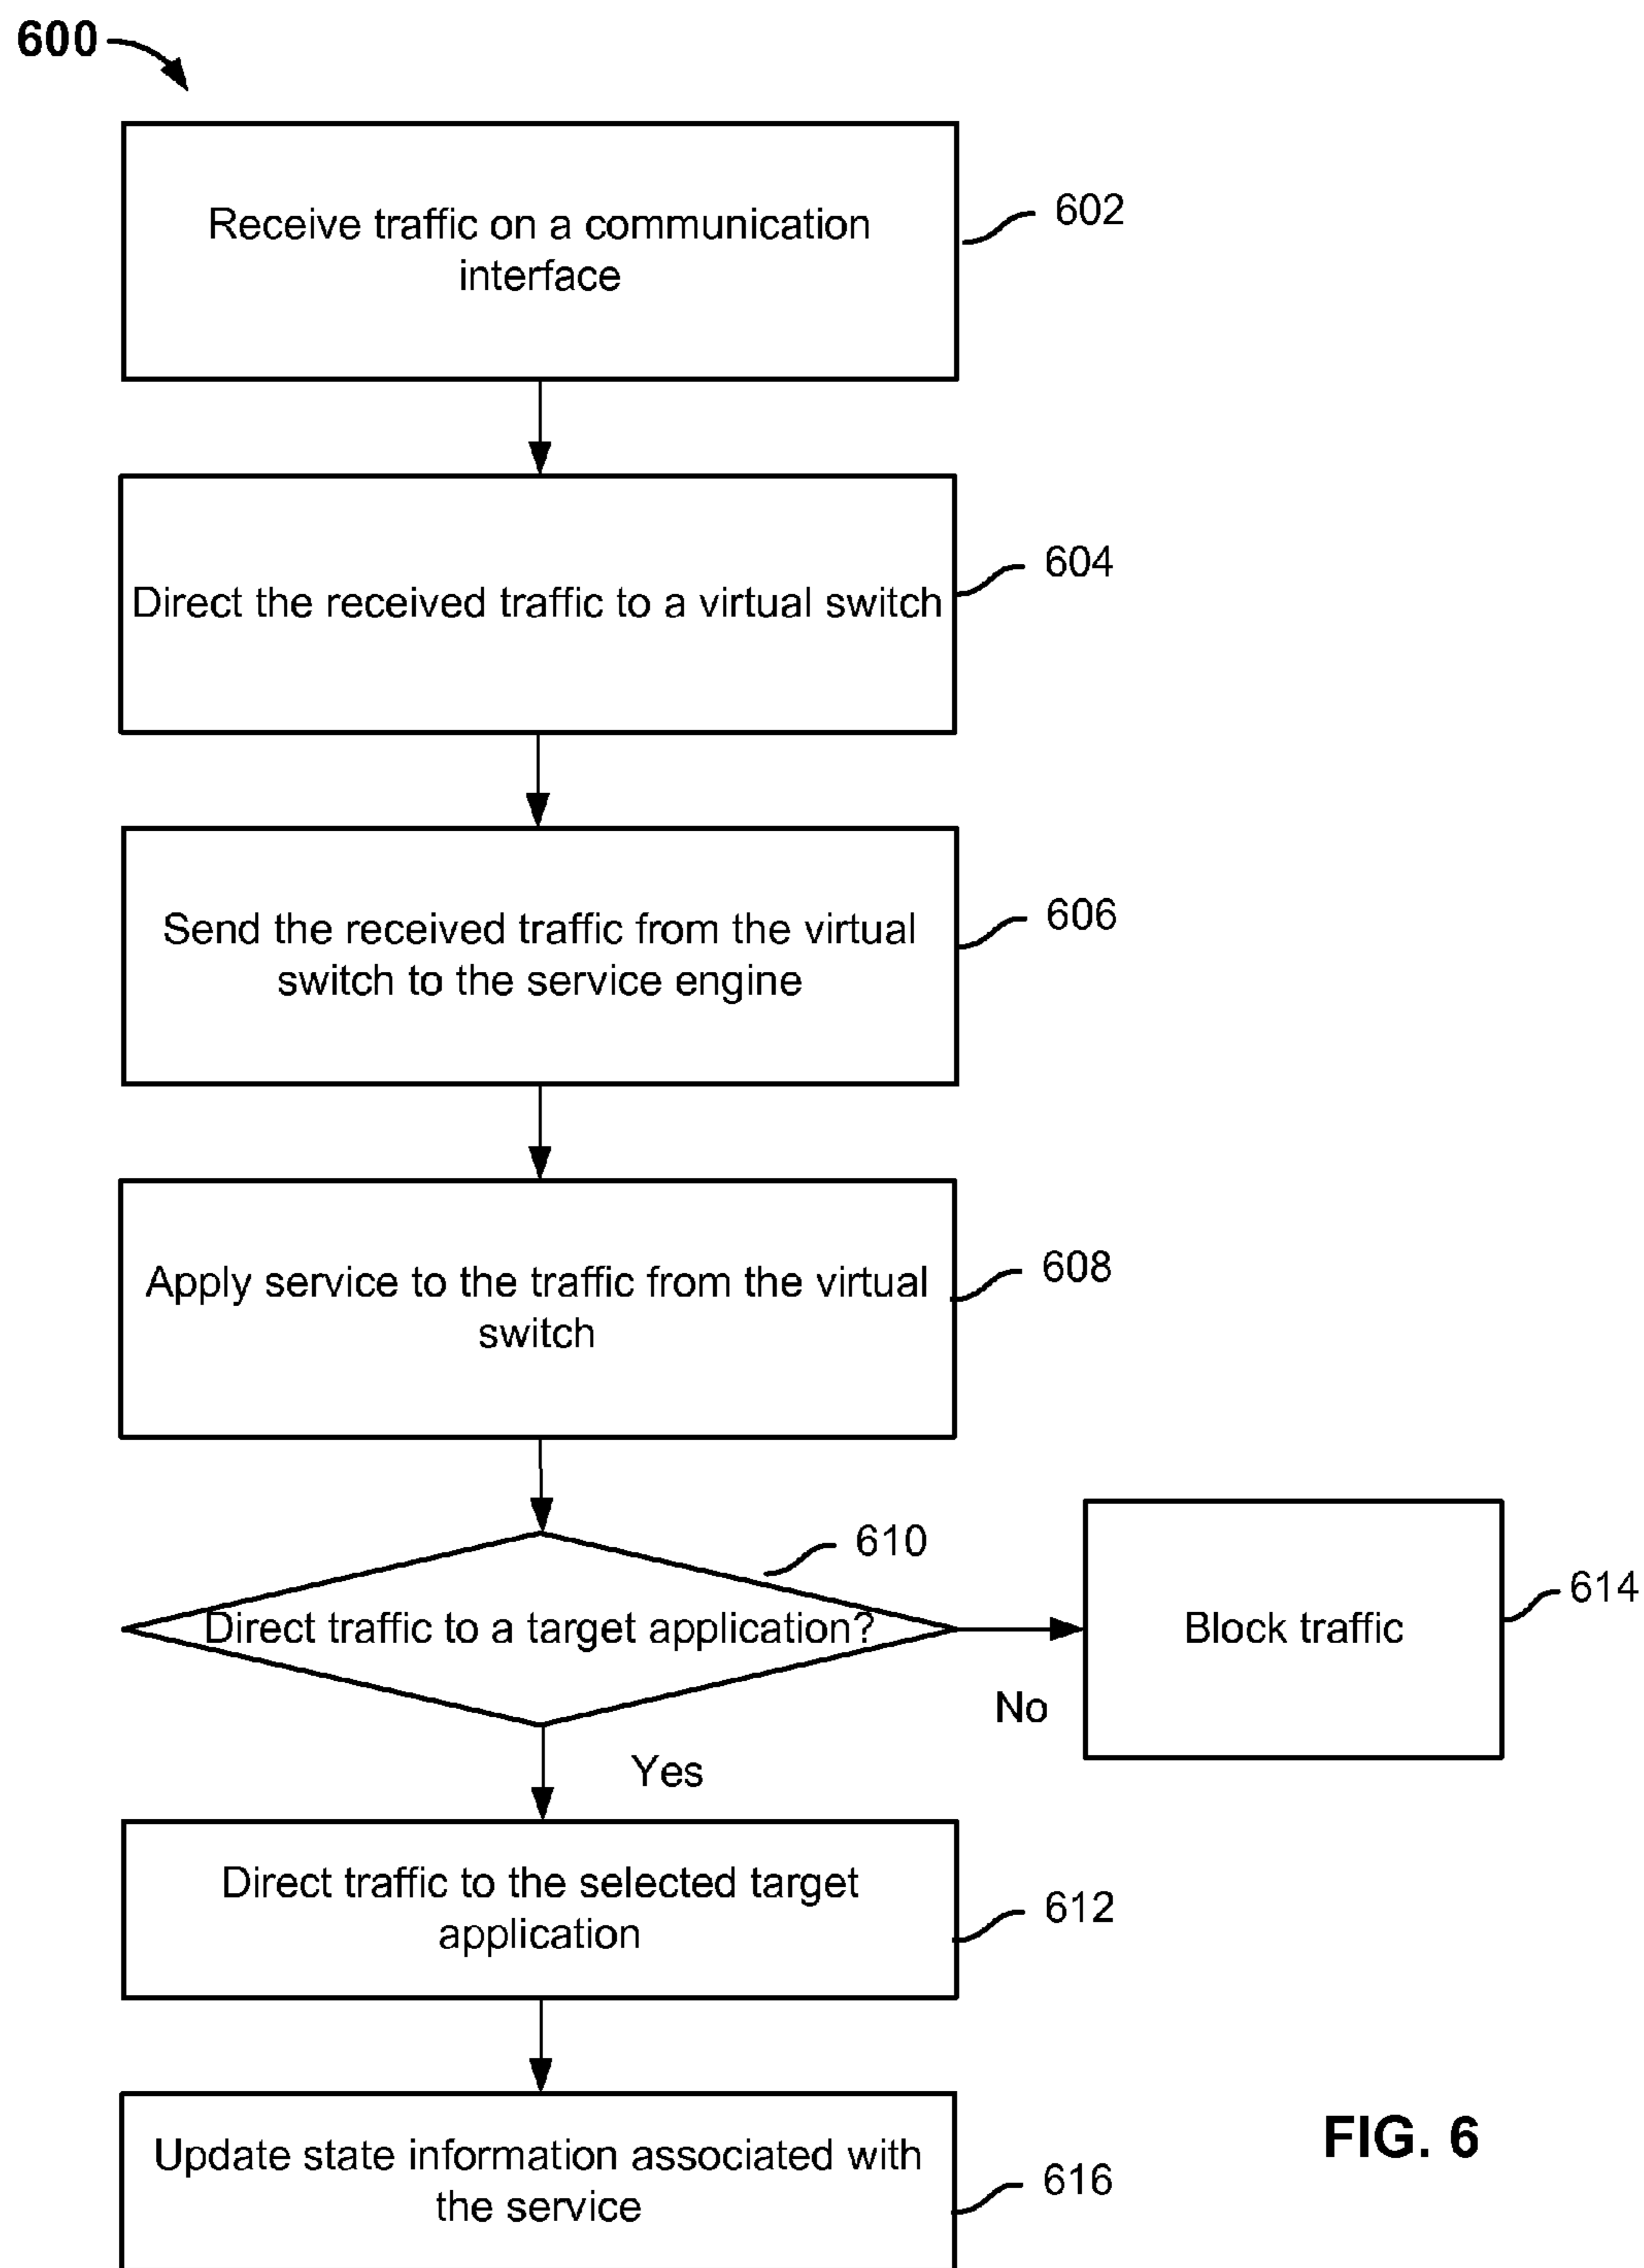 600
Receive traffic on a communication
interface
602
Direct the received traffic to a virtual switch
604
Send the received traffic from the virtual
switch to the service engine
606
Apply service to the traffic from the virtual
switch
608
Direct traffic to a target application?
610
No
Block traffic
614
Yes
Direct traffic to the selected target
application
612
Update state information associated with
the service
616
FIG. 6